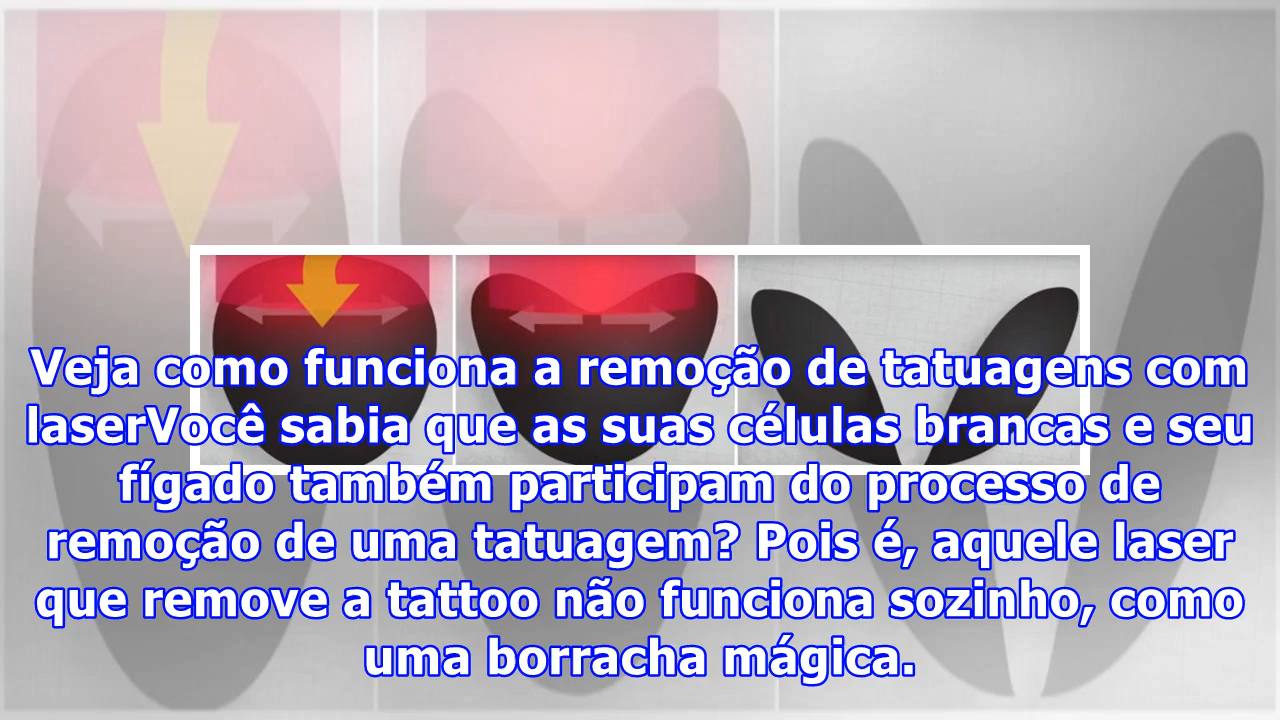 Veja como funciona a remoção de tatuagens com
laserVocê sabia que as suas células brancas e seu
fígado também participam do processo de
remoção de uma tatuagem? Pois é, aquele laser
que remove a tattoo não funciona sozinho, como
uma borracha mágica.